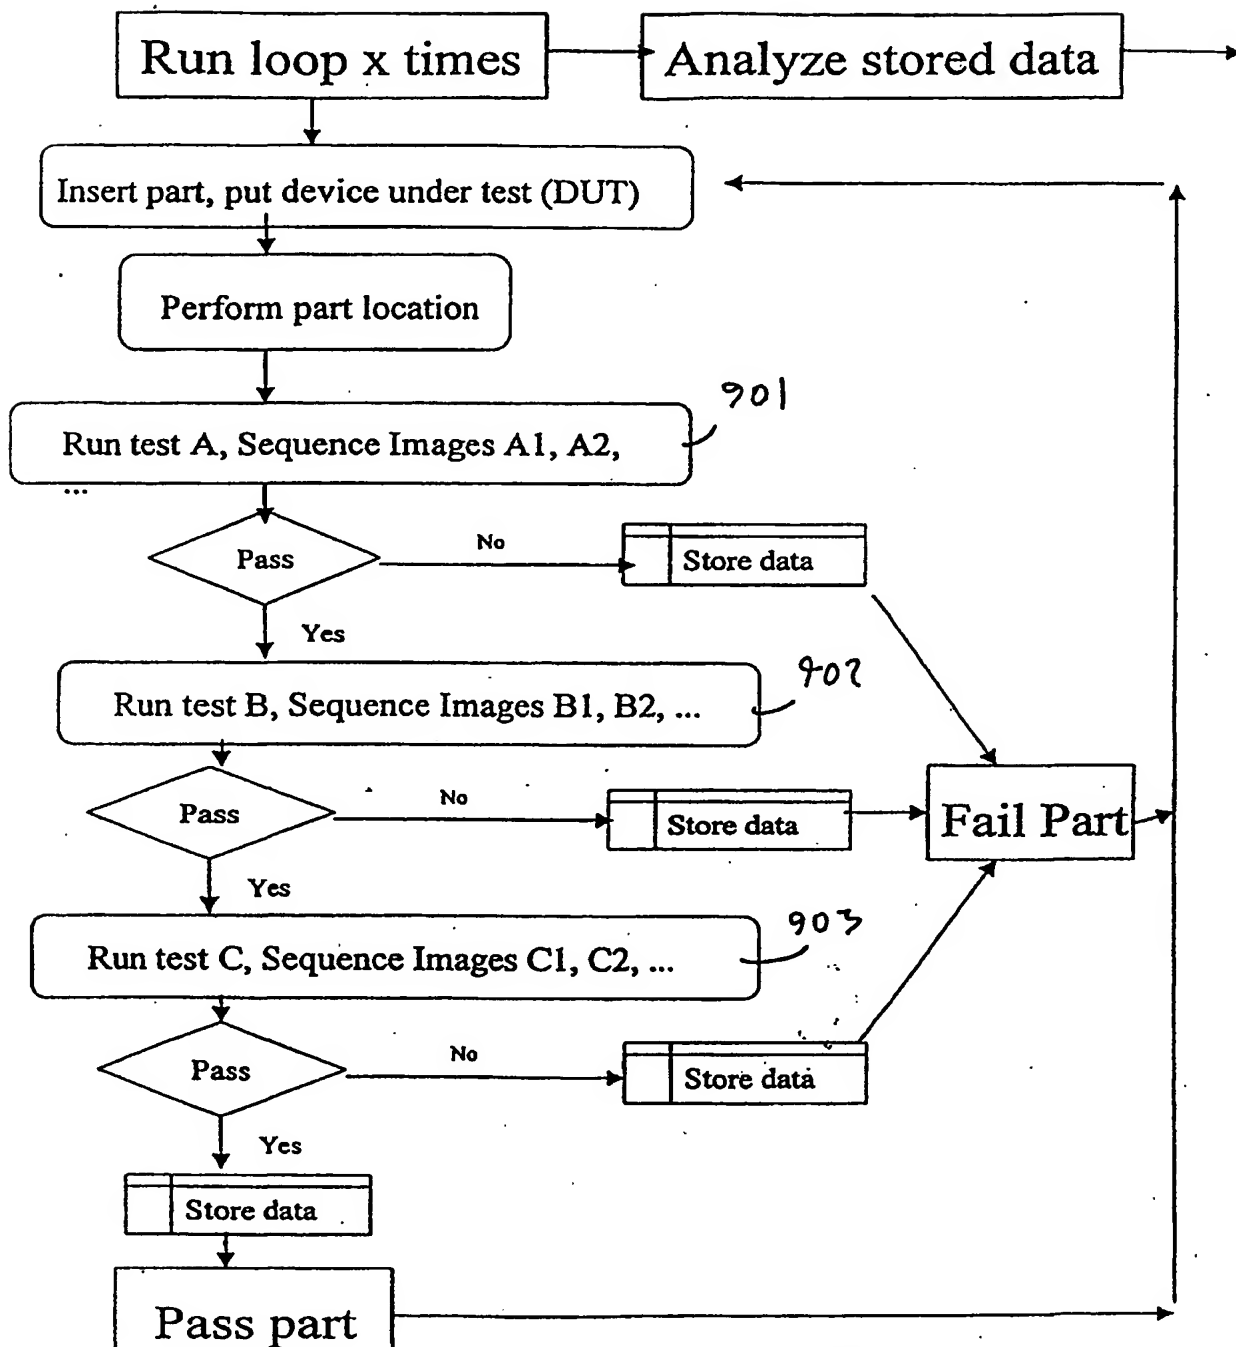 Run loop x times
Analyze stored data
Insert part, put device under test (DUT)
Perform part location
901
Run test A, Sequence Images A1, A2,
...
Pass
No
Store data
Yes
902
Run test B, Sequence Images B1, B2, ...
Pass
No
Store data
Fail Part
Yes
903
Run test C, Sequence Images C1, C2, ...
Pass
No
Store data
Yes
Store data
Pass part